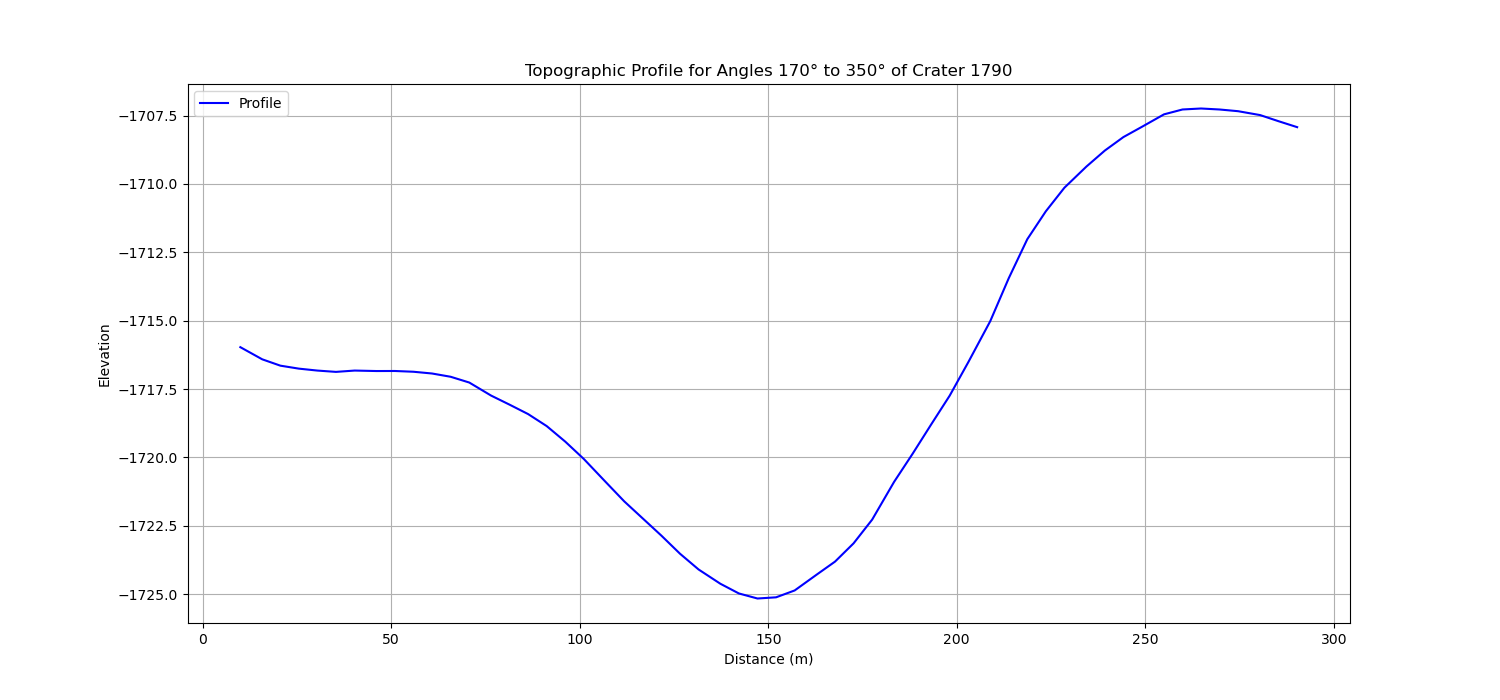 Topographic Profile for Angles 170° to 350° of Crater 1790
Profile
−1707.5
−1710.0
−1712.5
−1715.0
−1717.5
−1720.0
−1722.5
−1725.0
Elevation
0 50 100 150 200 250 300
Distance (m)